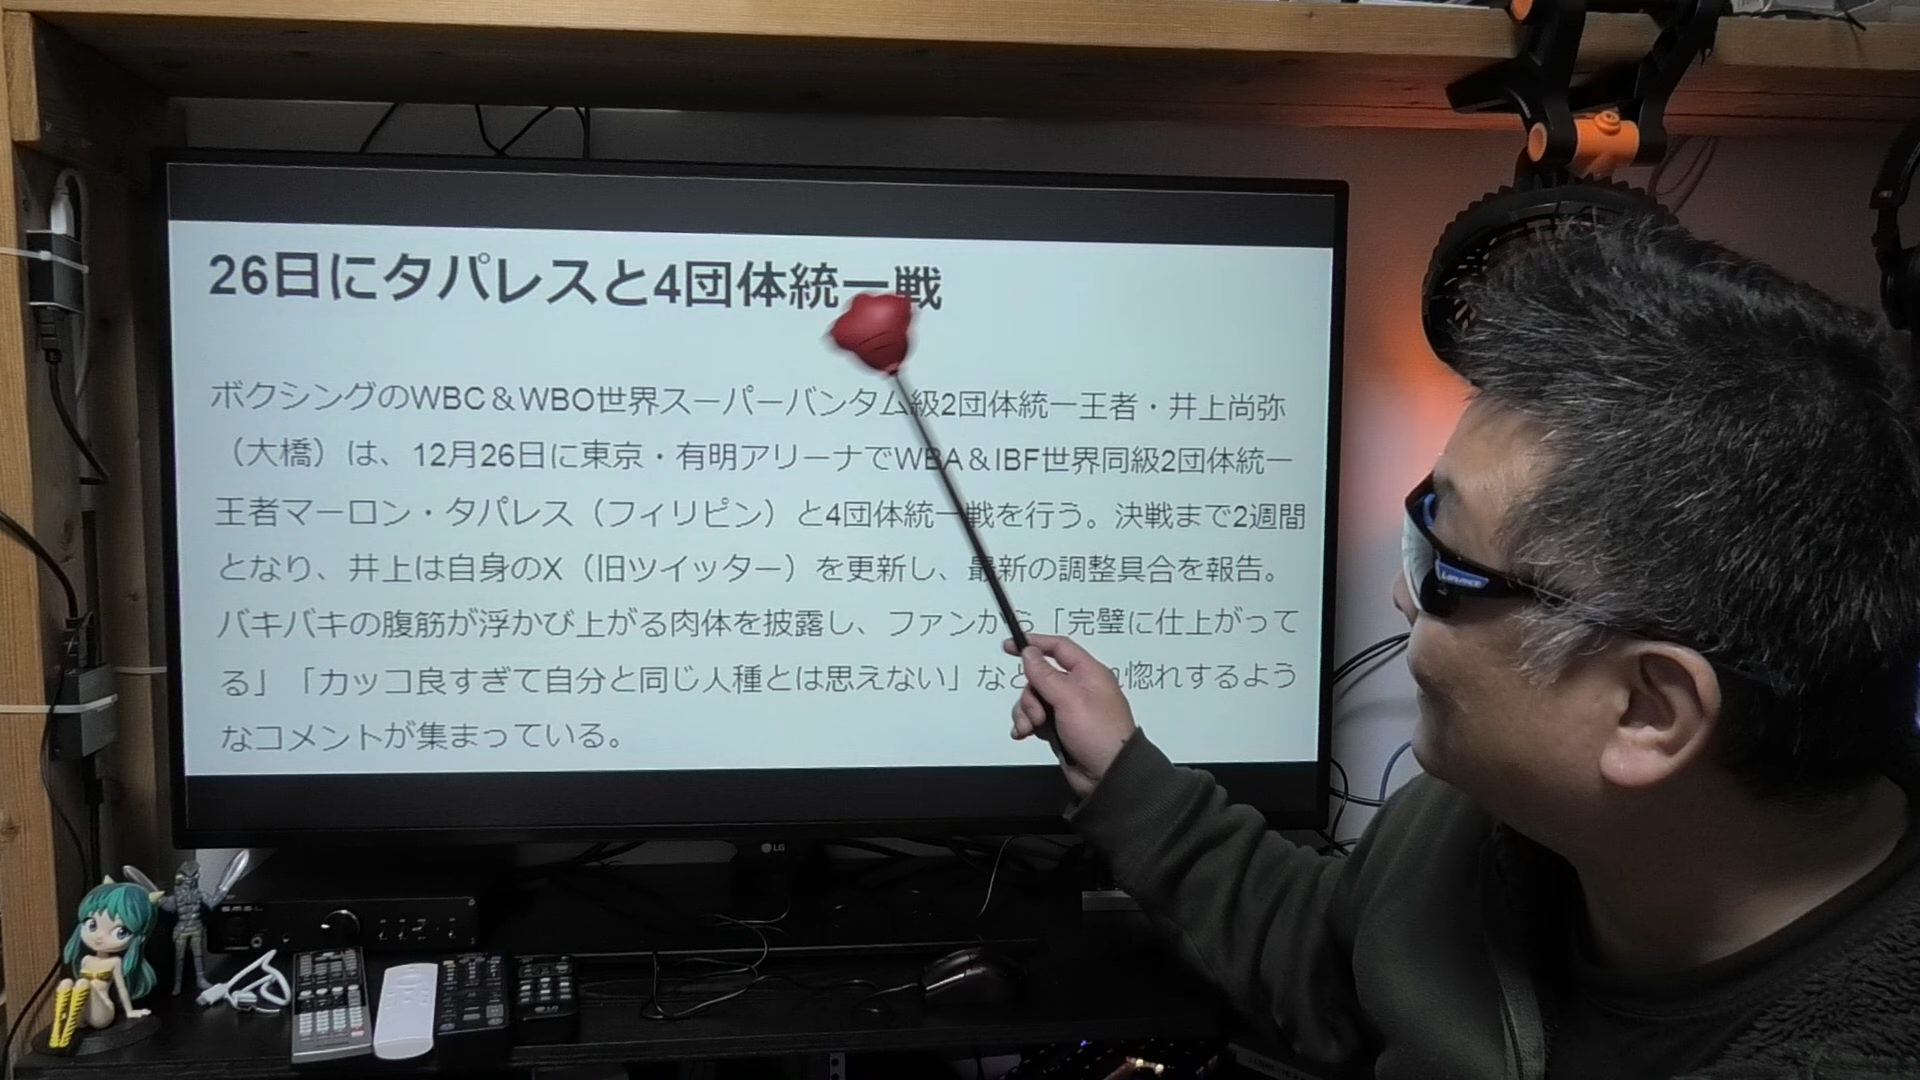 26日にタパレスと4団体統一戦
ボクシングのWBC＆WBO世界スーパーバンタム級2団体統一王者・井上尚弥
（大橋）は、12月26日に東京・有明アリーナでWBA＆IBF世界同級2団体統一
王者マーロン・タパレス（フィリピン）と4団体統一戦を行う。決戦まで2週間
となり、井上は自身のX（旧ツイッター）を更新し、最新の調整具合を報告。
バキバキの腹筋が浮かび上がる肉体を披露し、ファンから「完璧に仕上がって
る」「カッコ良すぎて自分と同じ人種とは思えない」など れ惚れするよう
なコメントが集まっている。
LG